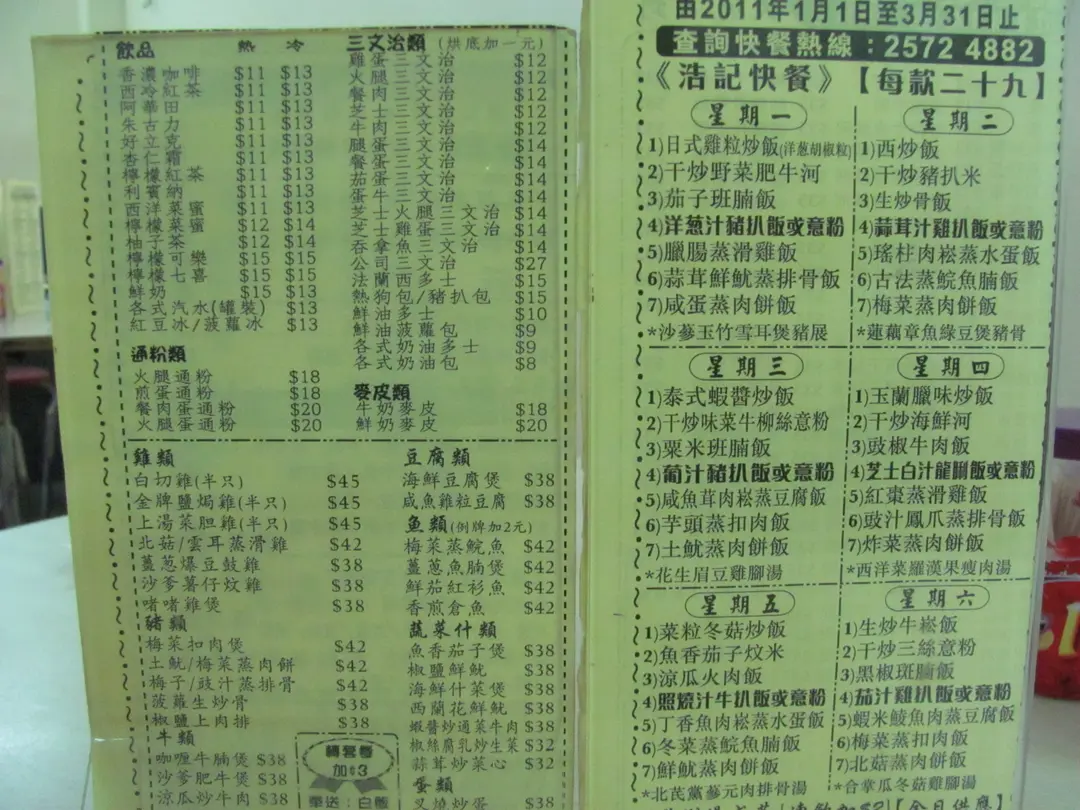 飲品 熱 冷
香濃咖啡 $11 $13
西冷紅茶 $11 $13
阿華田 $11 $13
朱古力 $11 $13
好立克 $11 $13
杏仁霜 $11 $13
檸檬紅茶 $11 $13
利賓納 $11 $13
西洋菜蜜 $11 $13
檸檬菜蜜 $12 $14
柚子茶 $12 $14
檸檬可樂 $15 $15
檸檬七喜 $15 $15
鮮奶 $15 $13
各式汽水(罐裝) $13
紅豆冰/菠蘿冰 $13
通粉類
火腿通粉 $18
煎蛋通粉 $18
餐肉蛋通粉 $20
火腿蛋通粉 $20
三文治類 (烘底加一元)
雞蛋三文治 $12
火腿三文治 $12
餐肉三文治 $12
芝士三文治 $12
牛肉三文治 $12
腿蛋三文治 $14
餐蛋三文治 $14
茄蛋三文治 $14
蛋牛三文治 $14
芝士火腿三文治 $14
芝士雞蛋三文治 $14
吞拿魚三文治 $14
公司三文治 $27
法蘭西多士 $15
熱狗包/豬扒包 $15
鮮油多士 $10
鮮油菠蘿包 $9
各式奶油多士 $9
各式奶油包 $8
麥皮類
牛奶麥皮 $18
鮮奶麥皮 $20
雞類
白切雞(半只) $45
金牌鹽焗雞(半只) $45
上湯菜胆雞(半只) $45
北菇/雲耳蒸滑雞 $42
薑蔥爆豆鼓雞 $38
沙爹薯仔炆雞 $38
啫啫雞煲 $38
豬類
梅菜扣肉煲 $42
土魷/梅菜蒸肉餅 $42
梅子/豉汁蒸排骨 $42
菠蘿生炒骨 $38
椒鹽上肉排 $38
牛類
咖喱牛腩煲 $38
沙爹肥牛煲 $38
涼瓜炒牛肉 $38
豆腐類
海鮮豆腐煲 $38
咸魚雞粒豆腐 $38
魚類(例牌加2元)
梅菜蒸鯇魚 $42
薑蔥魚腩煲 $42
鮮茄紅衫魚 $42
香煎倉魚 $42
蔬菜什類
魚香茄子煲 $38
椒鹽鮮魷 $38
海鮮什菜煲 $38
西蘭花鮮魷 $38
蝦醬炒通菜牛肉 $38
椒絲腐乳炒生菜 $32
蒜茸炒菜心 $32
蛋類
叉燒炒蛋 $38
轉營養
加$3
由2011年1月1日至3月31日止
查詢快餐熱線：2572 4882
《浩記快餐》【每款二十九】
星期一
1)日式雞粒炒飯(洋蔥胡椒粒)
2)干炒野菜肥牛河
3)茄子班腩飯
4)洋蔥汁豬扒飯或意粉
5)臘腸蒸滑雞飯
6)蒜茸鮮魷蒸排骨飯
7)咸蛋蒸肉餅飯
*沙蔘玉竹雪耳煲豬展
星期二
1)西炒飯
2)干炒豬扒米
3)生炒骨飯
4)蒜茸汁雞扒飯或意粉
5)瑤柱肉崧蒸水蛋飯
6)古法蒸鯇魚腩飯
7)梅菜蒸肉餅飯
*蓮藕章魚綠豆煲豬骨
星期三
1)泰式蝦醬炒飯
2)干炒味菜牛柳絲意粉
3)粟米班腩飯
4)葡汁豬扒飯或意粉
5)咸魚茸肉崧蒸豆腐飯
6)芋頭蒸扣肉飯
7)土魷蒸肉餅飯
*花生眉豆雞腳湯
星期四
1)玉蘭臘味炒飯
2)干炒海鮮河
3)豉椒牛肉飯
4)芝士白汁龍脷飯或意粉
5)紅棗蒸滑雞飯
6)豉汁鳳爪蒸排骨飯
7)炸菜蒸肉餅飯
*西洋菜羅漢果瘦肉湯
星期五
1)菜粒冬菇炒飯
2)魚香茄子炆米
3)涼瓜火肉飯
4)照燒汁牛扒飯或意粉
5)丁香魚肉崧蒸水蛋飯
6)冬菜蒸鯇魚腩飯
7)鮮魷蒸肉餅飯
*北芪黨蔘元肉排骨湯
星期六
1)生炒牛崧飯
2)干炒三絲意粉
3)黑椒斑腩飯
4)茄汁雞扒飯或意粉
5)蝦米鯪魚肉蒸豆腐飯
6)梅菜蒸扣肉飯
7)北菇蒸肉餅飯
*合掌瓜冬菇雞腳湯